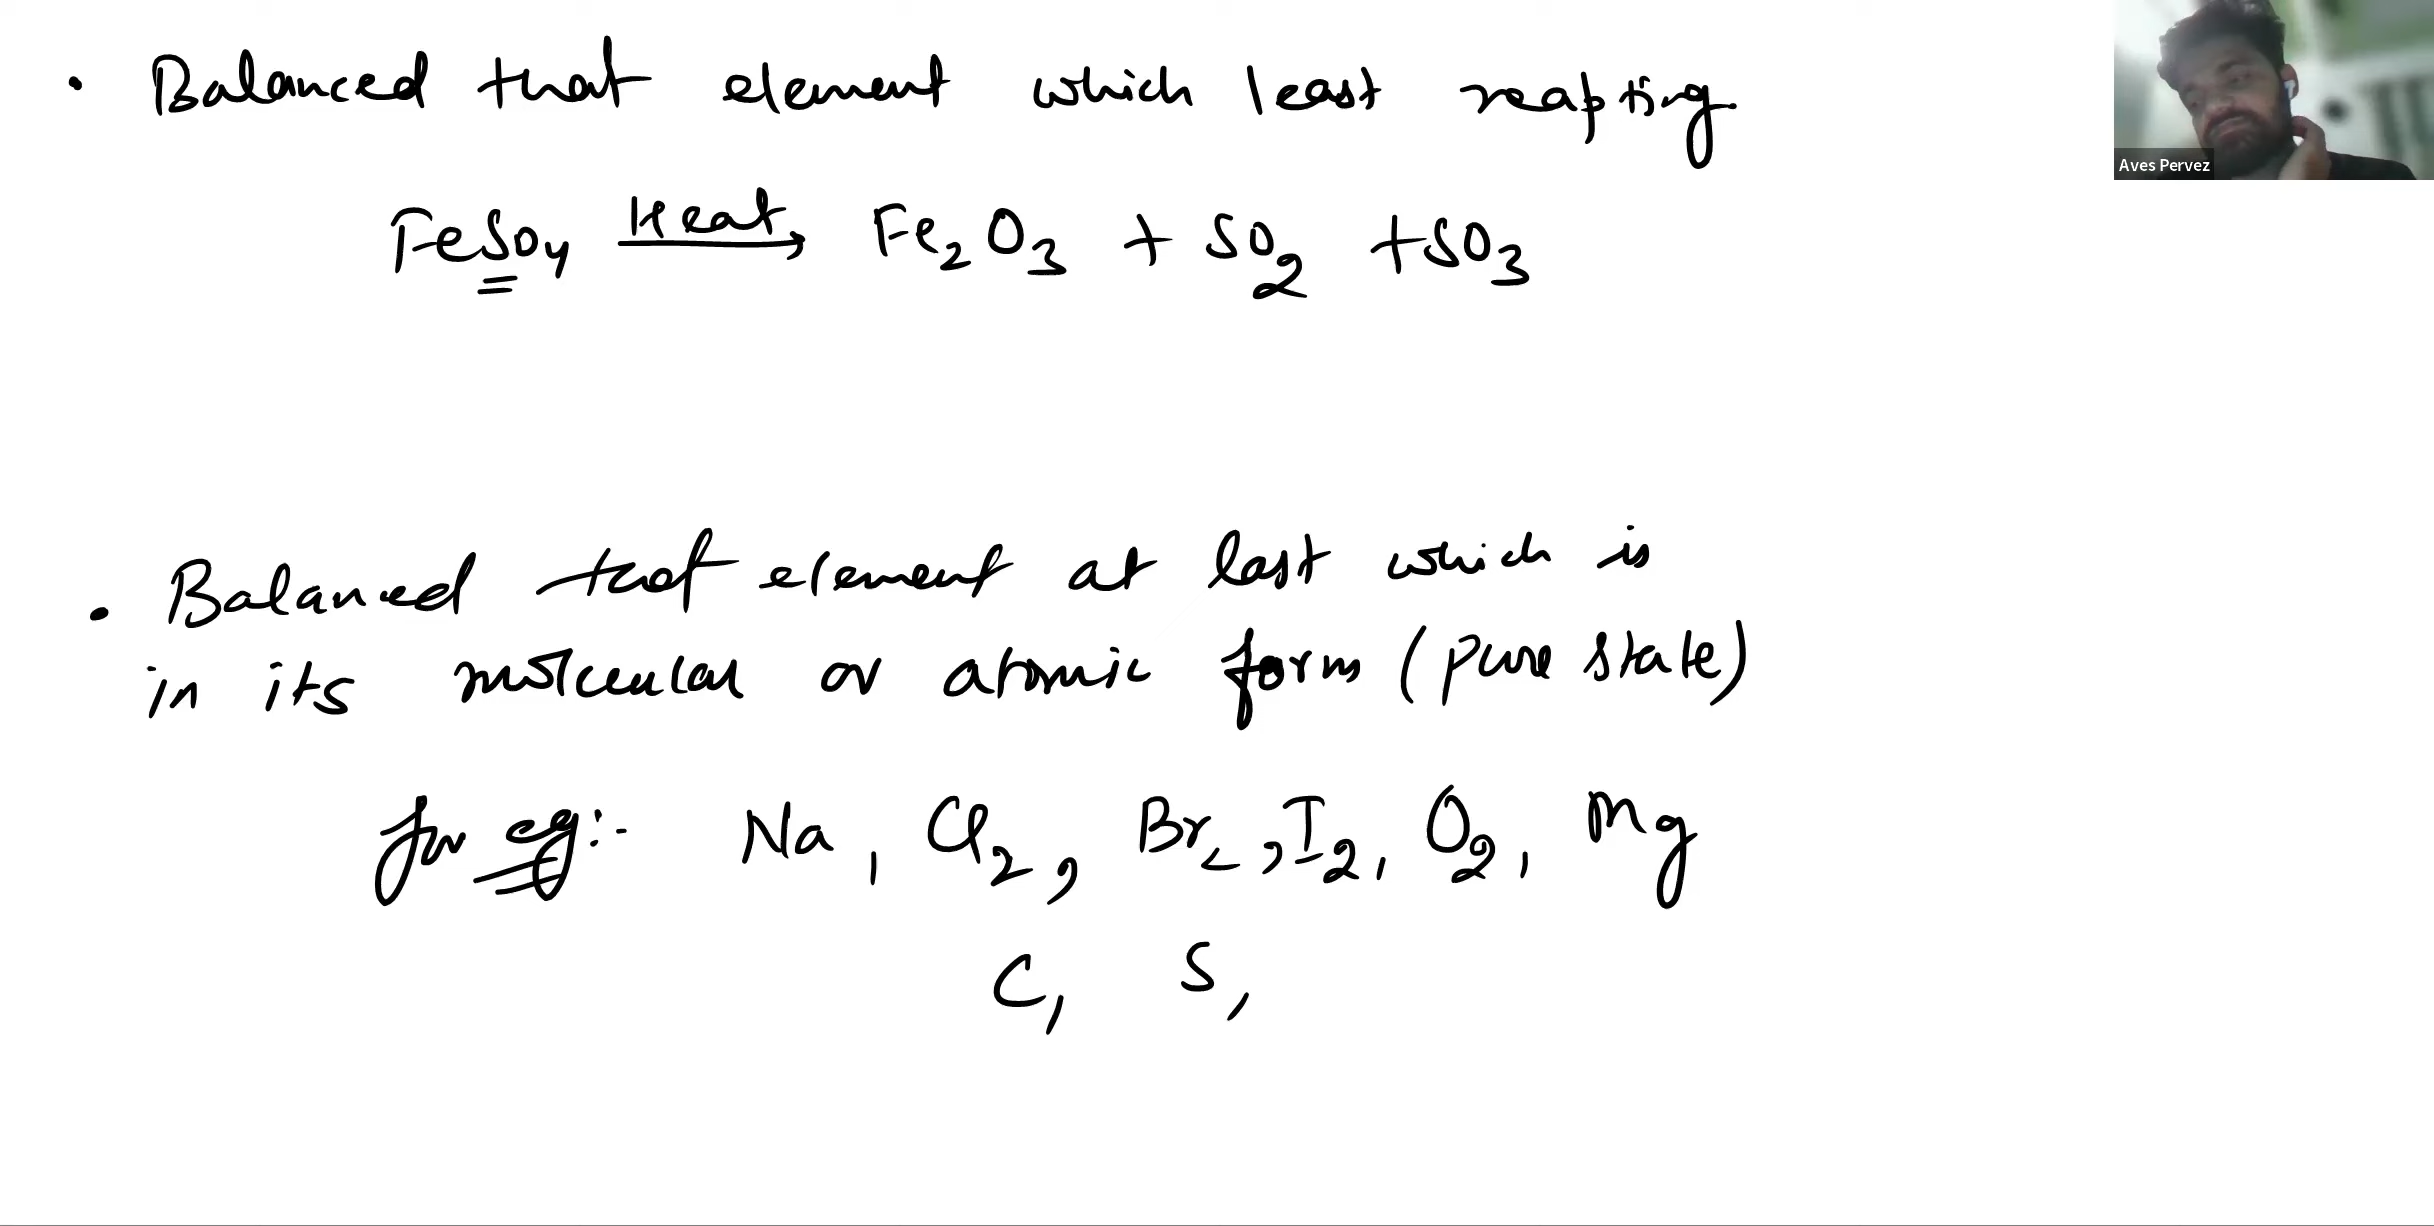 • Balanced that element which least reapting
Aves Pervez
FeSO4 Heat→ Fe2O3 + SO2 + SO3
• Balanced that element at last which is
in its molecular or atomic form (pure state)
for eg:- Na, Cl2, Br2, I2, O2, Mg
C, S,